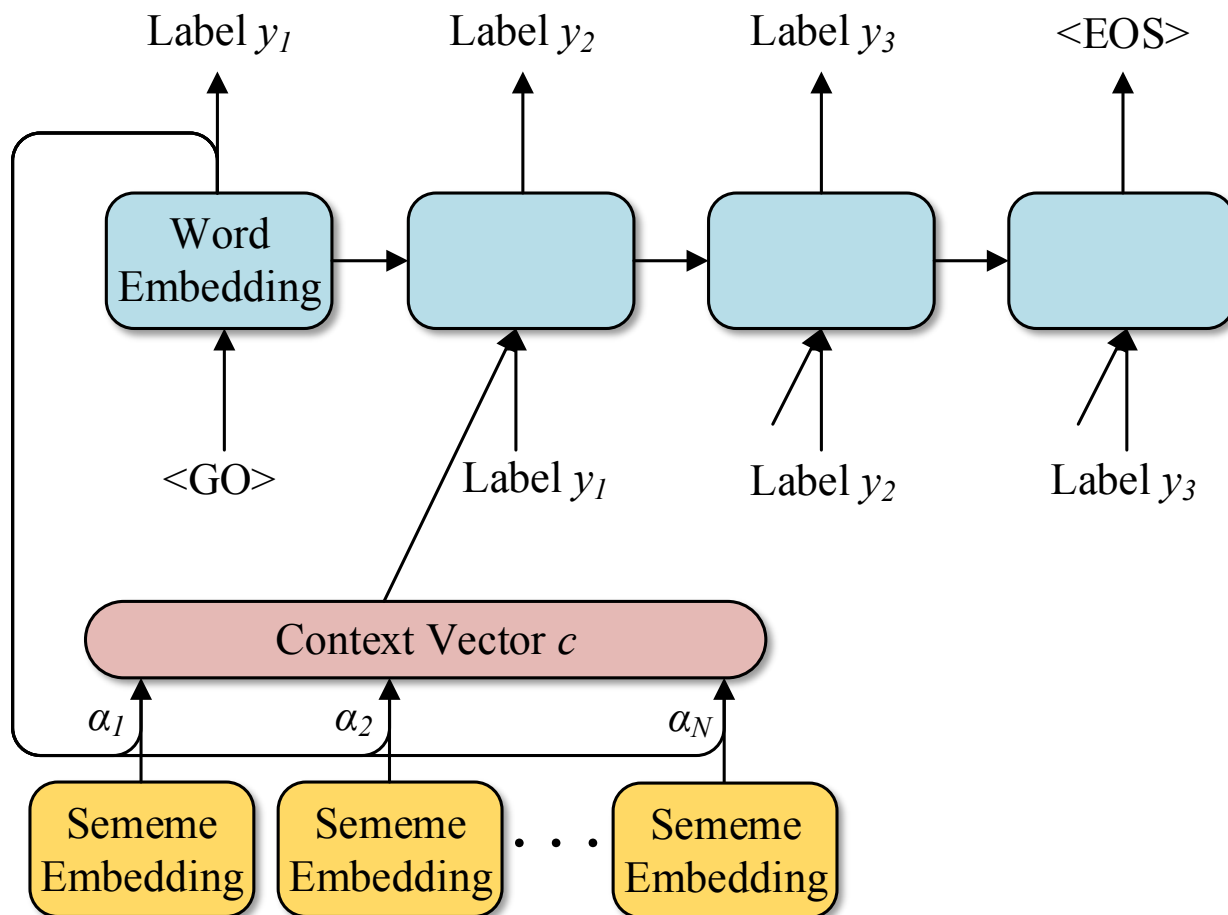 Label y1 Label y2 Label y3 <EOS>
Word
Embedding
<GO> Label y1 Label y2 Label y3
Context Vector c
α1 α2 αN
Sememe Sememe Sememe
Embedding Embedding . . . Embedding